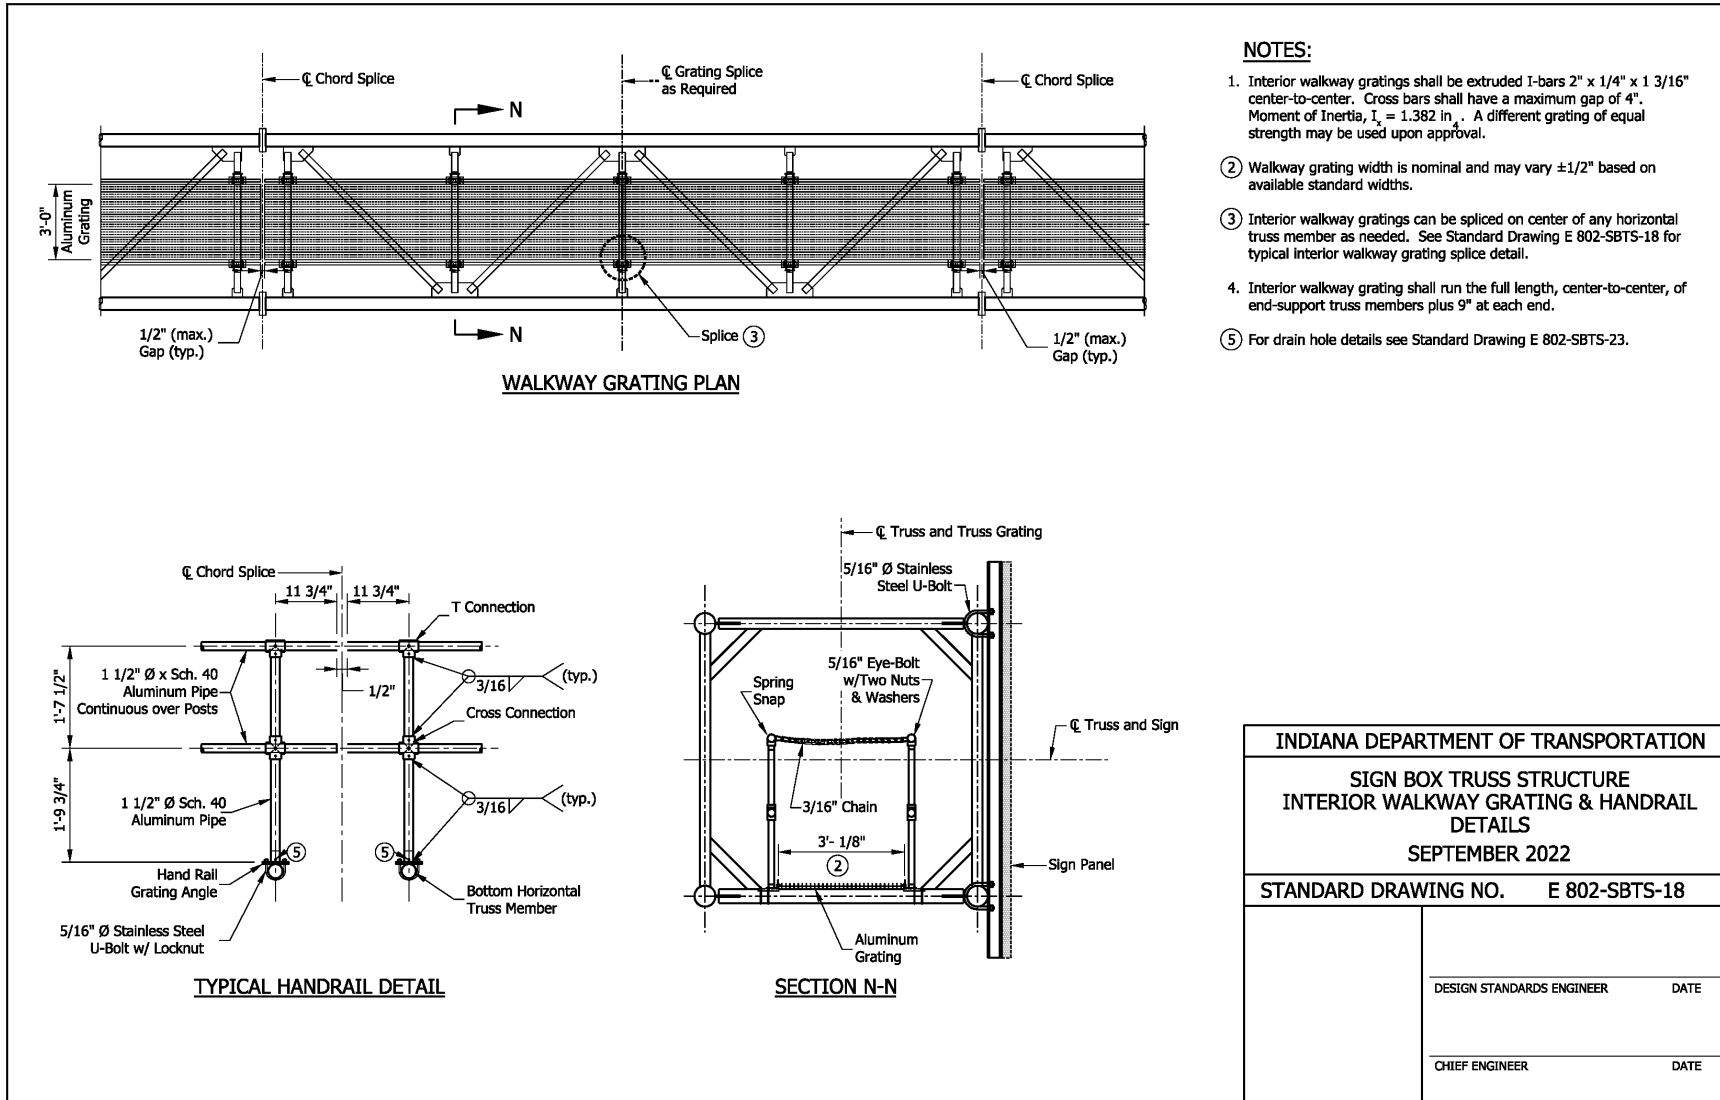 ℄ Chord Splice
℄ Grating Splice
as Required
℄ Chord Splice
N
3'-0"
Aluminum
Grating
1/2" (max.)
Gap (typ.)
N
Splice 3
1/2" (max.)
Gap (typ.)
WALKWAY GRATING PLAN
NOTES:
1. Interior walkway gratings shall be extruded I-bars 2" x 1/4" x 1 3/16"
center-to-center. Cross bars shall have a maximum gap of 4".
Moment of Inertia, Ix = 1.382 in4. A different grating of equal
strength may be used upon approval.
2 Walkway grating width is nominal and may vary ±1/2" based on
available standard widths.
3 Interior walkway gratings can be spliced on center of any horizontal
truss member as needed. See Standard Drawing E 802-SBTS-18 for
typical interior walkway grating splice detail.
4. Interior walkway grating shall run the full length, center-to-center, of
end-support truss members plus 9" at each end.
5 For drain hole details see Standard Drawing E 802-SBTS-23.
℄ Chord Splice
11 3/4" 11 3/4"
T Connection
1 1/2" Ø x Sch. 40
Aluminum Pipe
Continuous over Posts
1'-7 1/2"
1/2"
3/16 (typ.)
Cross Connection
1'-9 3/4"
1 1/2" Ø Sch. 40
Aluminum Pipe
3/16 (typ.)
5 5
Hand Rail
Grating Angle
Bottom Horizontal
Truss Member
5/16" Ø Stainless Steel
U-Bolt w/ Locknut
TYPICAL HANDRAIL DETAIL
℄ Truss and Truss Grating
5/16" Ø Stainless
Steel U-Bolt
5/16" Eye-Bolt
w/Two Nuts
& Washers
Spring
Snap
℄ Truss and Sign
3/16" Chain
3'- 1/8"
2
Sign Panel
Aluminum
Grating
SECTION N-N
INDIANA DEPARTMENT OF TRANSPORTATION
SIGN BOX TRUSS STRUCTURE
INTERIOR WALKWAY GRATING & HANDRAIL
DETAILS
SEPTEMBER 2022
STANDARD DRAWING NO. E 802-SBTS-18
DESIGN STANDARDS ENGINEER DATE
CHIEF ENGINEER DATE